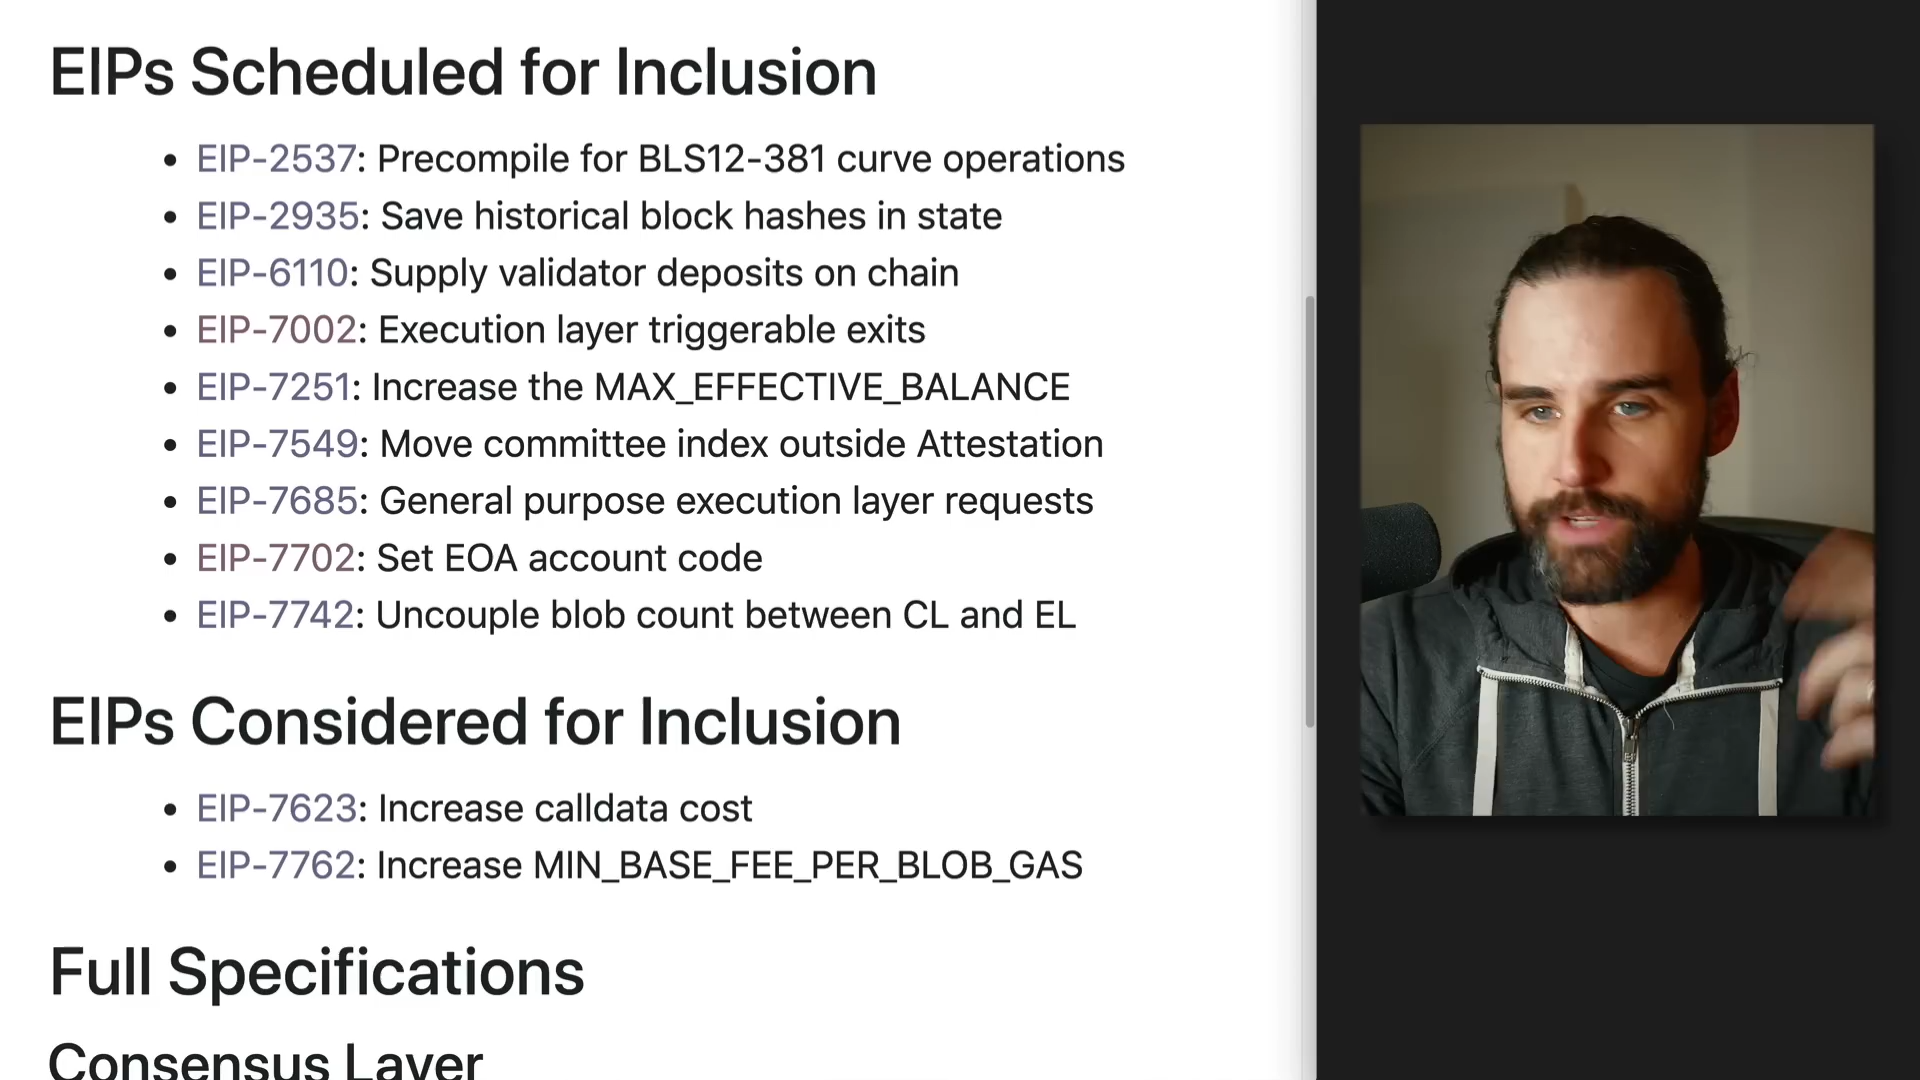 EIPs Scheduled for Inclusion
• EIP-2537: Precompile for BLS12-381 curve operations
• EIP-2935: Save historical block hashes in state
• EIP-6110: Supply validator deposits on chain
• EIP-7002: Execution layer triggerable exits
• EIP-7251: Increase the MAX_EFFECTIVE_BALANCE
• EIP-7549: Move committee index outside Attestation
• EIP-7685: General purpose execution layer requests
• EIP-7702: Set EOA account code
• EIP-7742: Uncouple blob count between CL and EL
EIPs Considered for Inclusion
• EIP-7623: Increase calldata cost
• EIP-7762: Increase MIN_BASE_FEE_PER_BLOB_GAS
Full Specifications
Consensus Layer